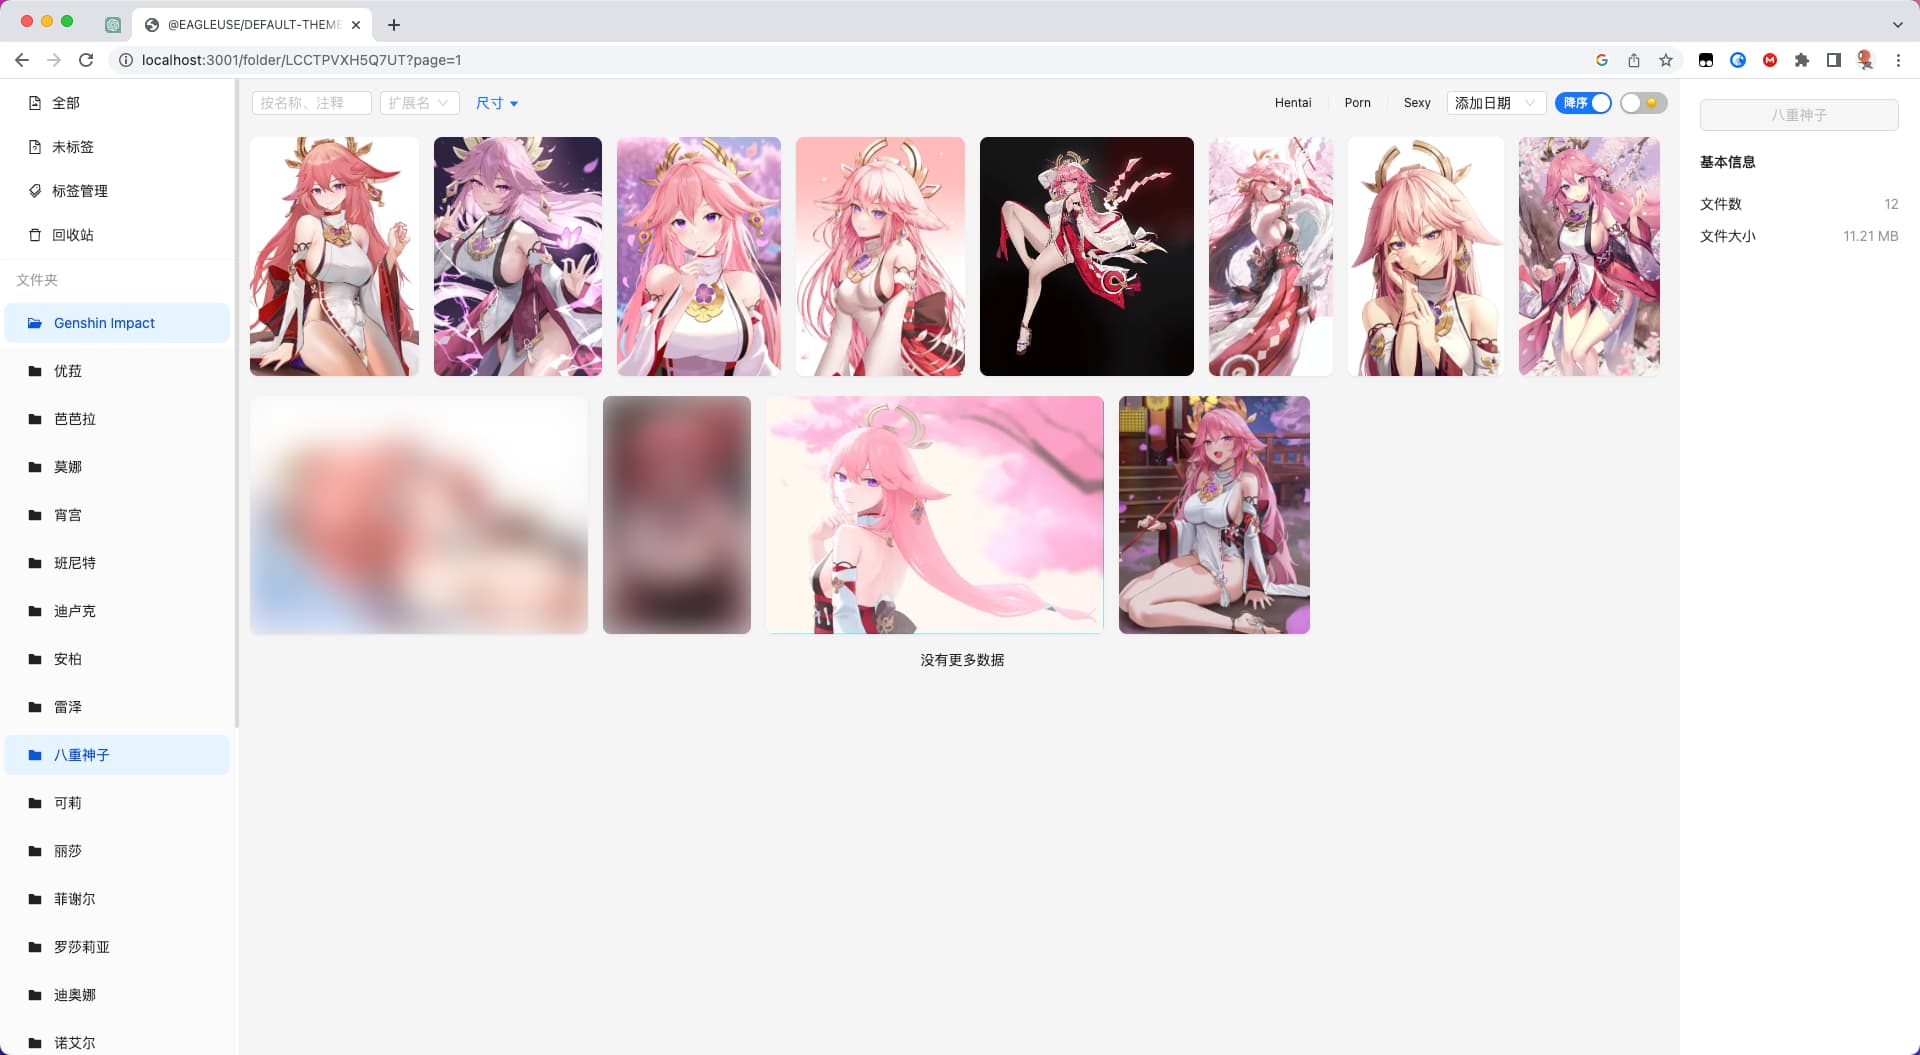 @EAGLEUSE/DEFAULT-THEME
localhost:3001/folder/LCCTPVXH5Q7UT?page=1
全部
未标签
标签管理
回收站
文件夹
Genshin Impact
优菈
芭芭拉
莫娜
宵宫
班尼特
迪卢克
安柏
雷泽
八重神子
可莉
丽莎
菲谢尔
罗莎莉亚
迪奥娜
诺艾尔
按名称、注释
扩展名
尺寸
Hentai
Porn
Sexy
添加日期
降序
没有更多数据
八重神子
基本信息
文件数 12
文件大小 11.21 MB